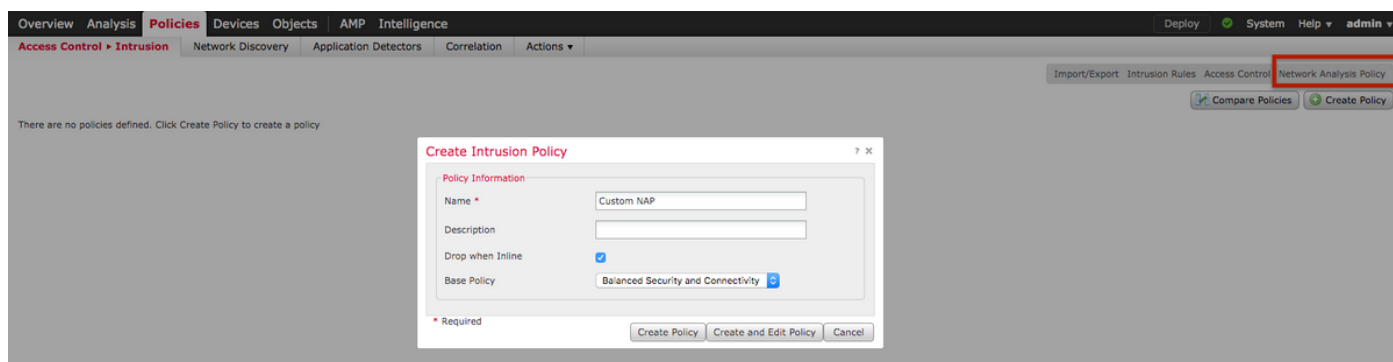 Overview Analysis Policies Devices Objects AMP Intelligence Deploy System Help ▾ admin ▾
Access Control ▸ Intrusion Network Discovery Application Detectors Correlation Actions ▾
Import/Export Intrusion Rules Access Control Network Analysis Policy
Compare Policies Create Policy
There are no policies defined. Click Create Policy to create a policy
Create Intrusion Policy ? ×
Policy Information
Name * Custom NAP
Description
Drop when Inline
Base Policy Balanced Security and Connectivity
* Required
Create Policy Create and Edit Policy Cancel